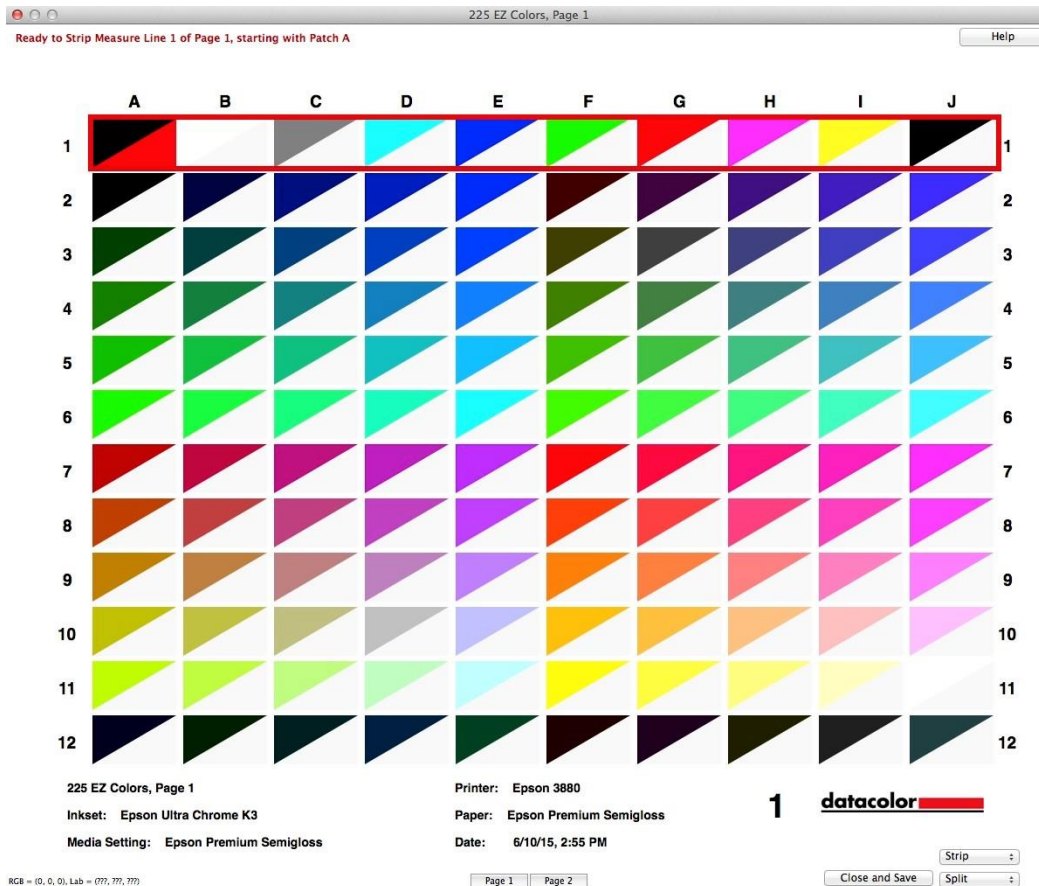 225 EZ Colors, Page 1
Ready to Strip Measure Line 1 of Page 1, starting with Patch A
Help
A B C D E F G H I J
1 1
2 2
3 3
4 4
5 5
6 6
7 7
8 8
9 9
10 10
11 11
12 12
225 EZ Colors, Page 1 Printer: Epson 3880
Inkset: Epson Ultra Chrome K3 Paper: Epson Premium Semigloss
1 datacolor
Media Setting: Epson Premium Semigloss Date: 6/10/15, 2:55 PM
Strip
RGB = (0, 0, 0), Lab = (???, ???, ???) Page 1 Page 2 Close and Save Split